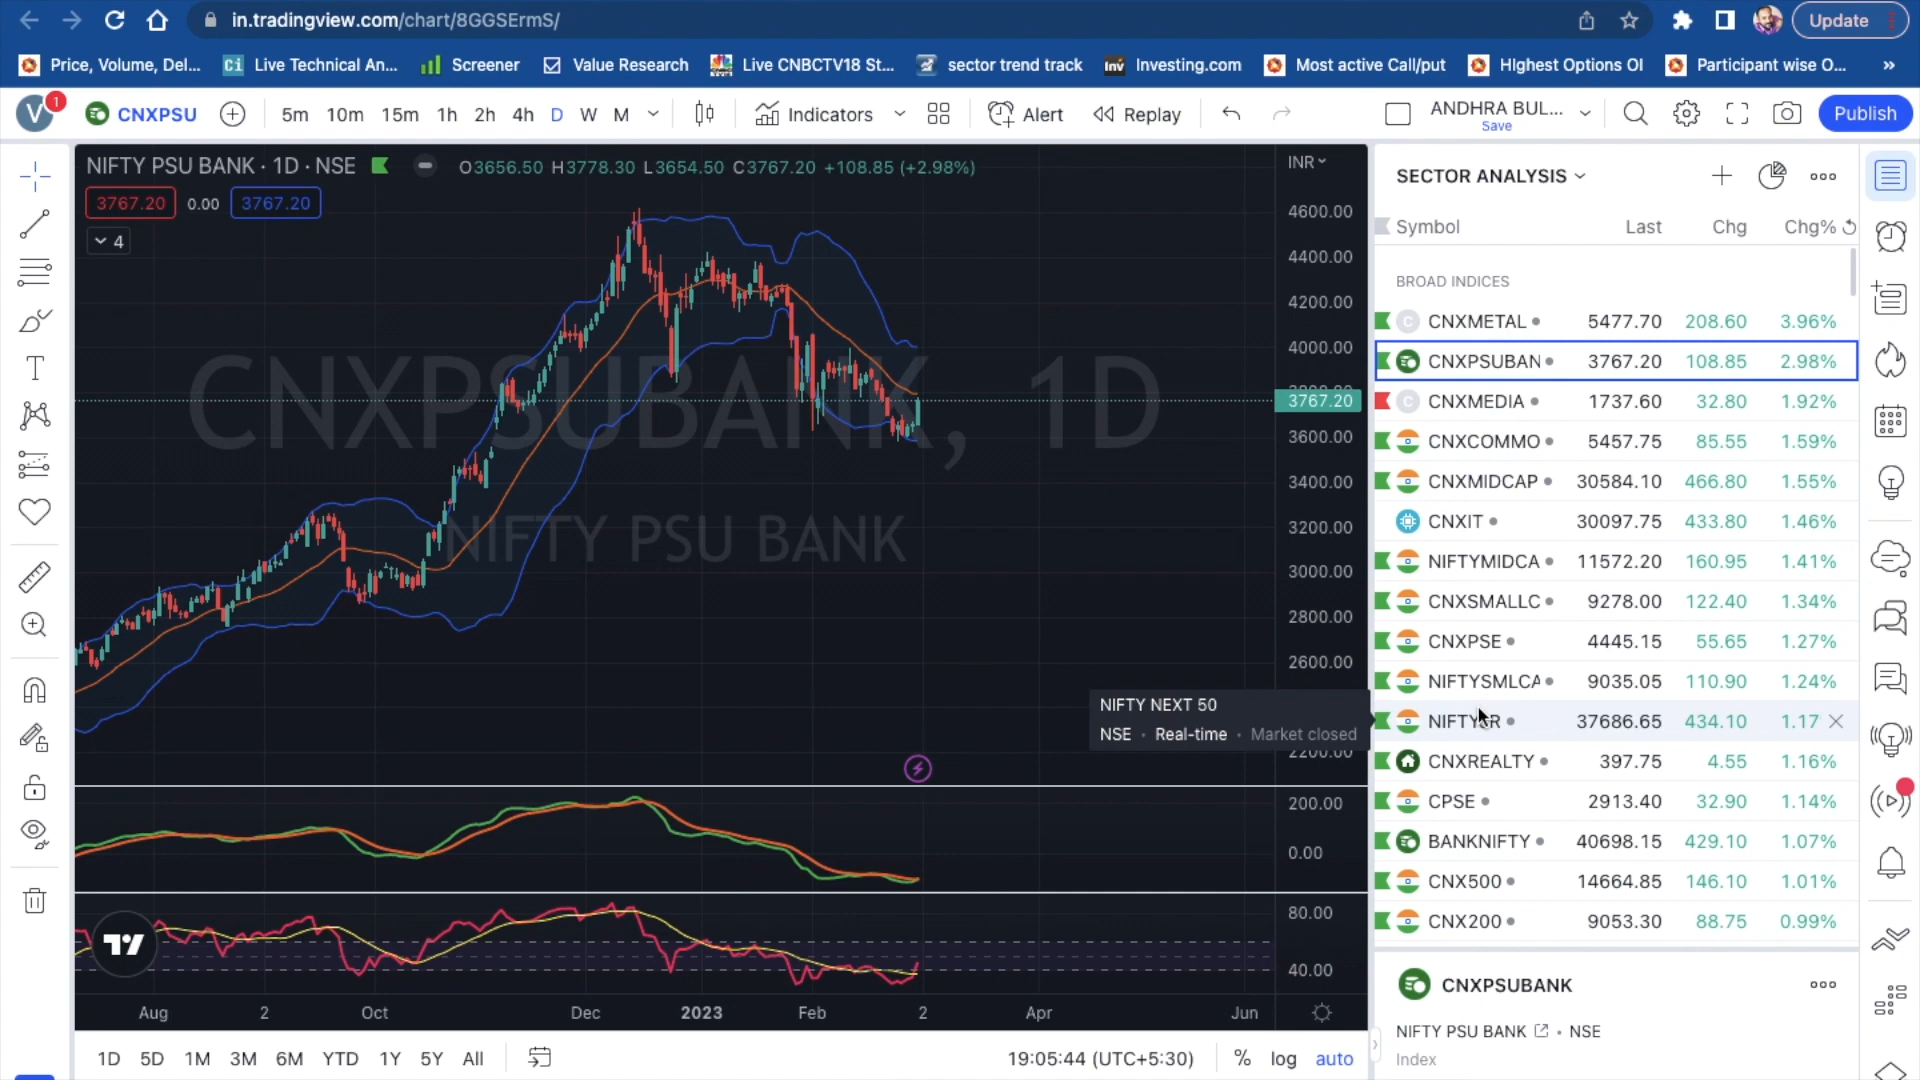 in.tradingview.com/chart/8GGSErmS/
Update
Price, Volume, Del...
Live Technical An...
Screener
Value Research
Live CNBCTV18 St...
sector trend track
Investing.com
Most active Call/put
HIghest Options OI
Participant wise O...
»
V 1
CNXPSU
5m 10m 15m 1h 2h 4h D W M
Indicators
Alert
Replay
ANDHRA BUL...
Save
Publish
NIFTY PSU BANK · 1D · NSE
O3656.50 H3778.30 L3654.50 C3767.20 +108.85 (+2.98%)
3767.20 0.00 3767.20
4
CNXPSUBANK, 1D
NIFTY PSU BANK
INR
4600.00
4400.00
4200.00
4000.00
3767.20
3600.00
3400.00
3200.00
3000.00
2800.00
2600.00
2200.00
200.00
0.00
80.00
40.00
NIFTY NEXT 50
NSE · Real-time · Market closed
Aug 2 Oct Dec 2023 Feb 2 Apr Jun
1D 5D 1M 3M 6M YTD 1Y 5Y All
19:05:44 (UTC+5:30) % log auto
SECTOR ANALYSIS
Symbol Last Chg Chg%
BROAD INDICES
CNXMETAL 5477.70 208.60 3.96%
CNXPSUBAN 3767.20 108.85 2.98%
CNXMEDIA 1737.60 32.80 1.92%
CNXCOMMO 5457.75 85.55 1.59%
CNXMIDCAP 30584.10 466.80 1.55%
CNXIT 30097.75 433.80 1.46%
NIFTYMIDCA 11572.20 160.95 1.41%
CNXSMALLC 9278.00 122.40 1.34%
CNXPSE 4445.15 55.65 1.27%
NIFTYSMLCA 9035.05 110.90 1.24%
37686.65 434.10 1.17
CNXREALTY 397.75 4.55 1.16%
CPSE 2913.40 32.90 1.14%
BANKNIFTY 40698.15 429.10 1.07%
CNX500 14664.85 146.10 1.01%
CNX200 9053.30 88.75 0.99%
CNXPSUBANK
NIFTY PSU BANK · NSE
Index